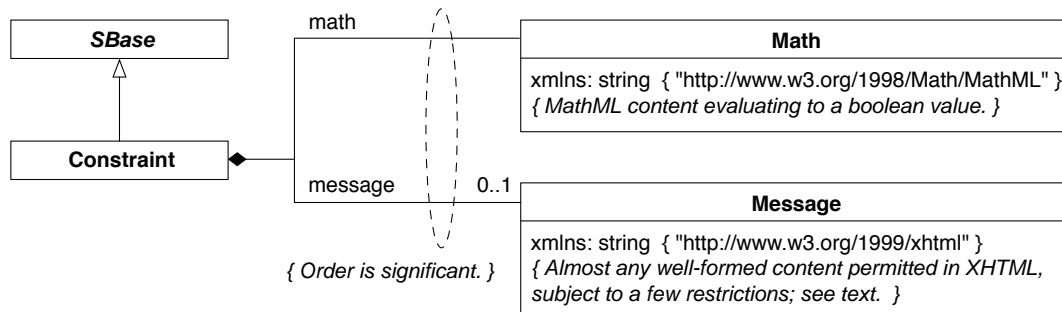 SBase
Constraint
math
message
0..1
{ Order is significant. }
Math
xmlns: string { "http://www.w3.org/1998/Math/MathML" }
{ MathML content evaluating to a boolean value. }
Message
xmlns: string { "http://www.w3.org/1999/xhtml" }
{ Almost any well-formed content permitted in XHTML,
subject to a few restrictions; see text. }